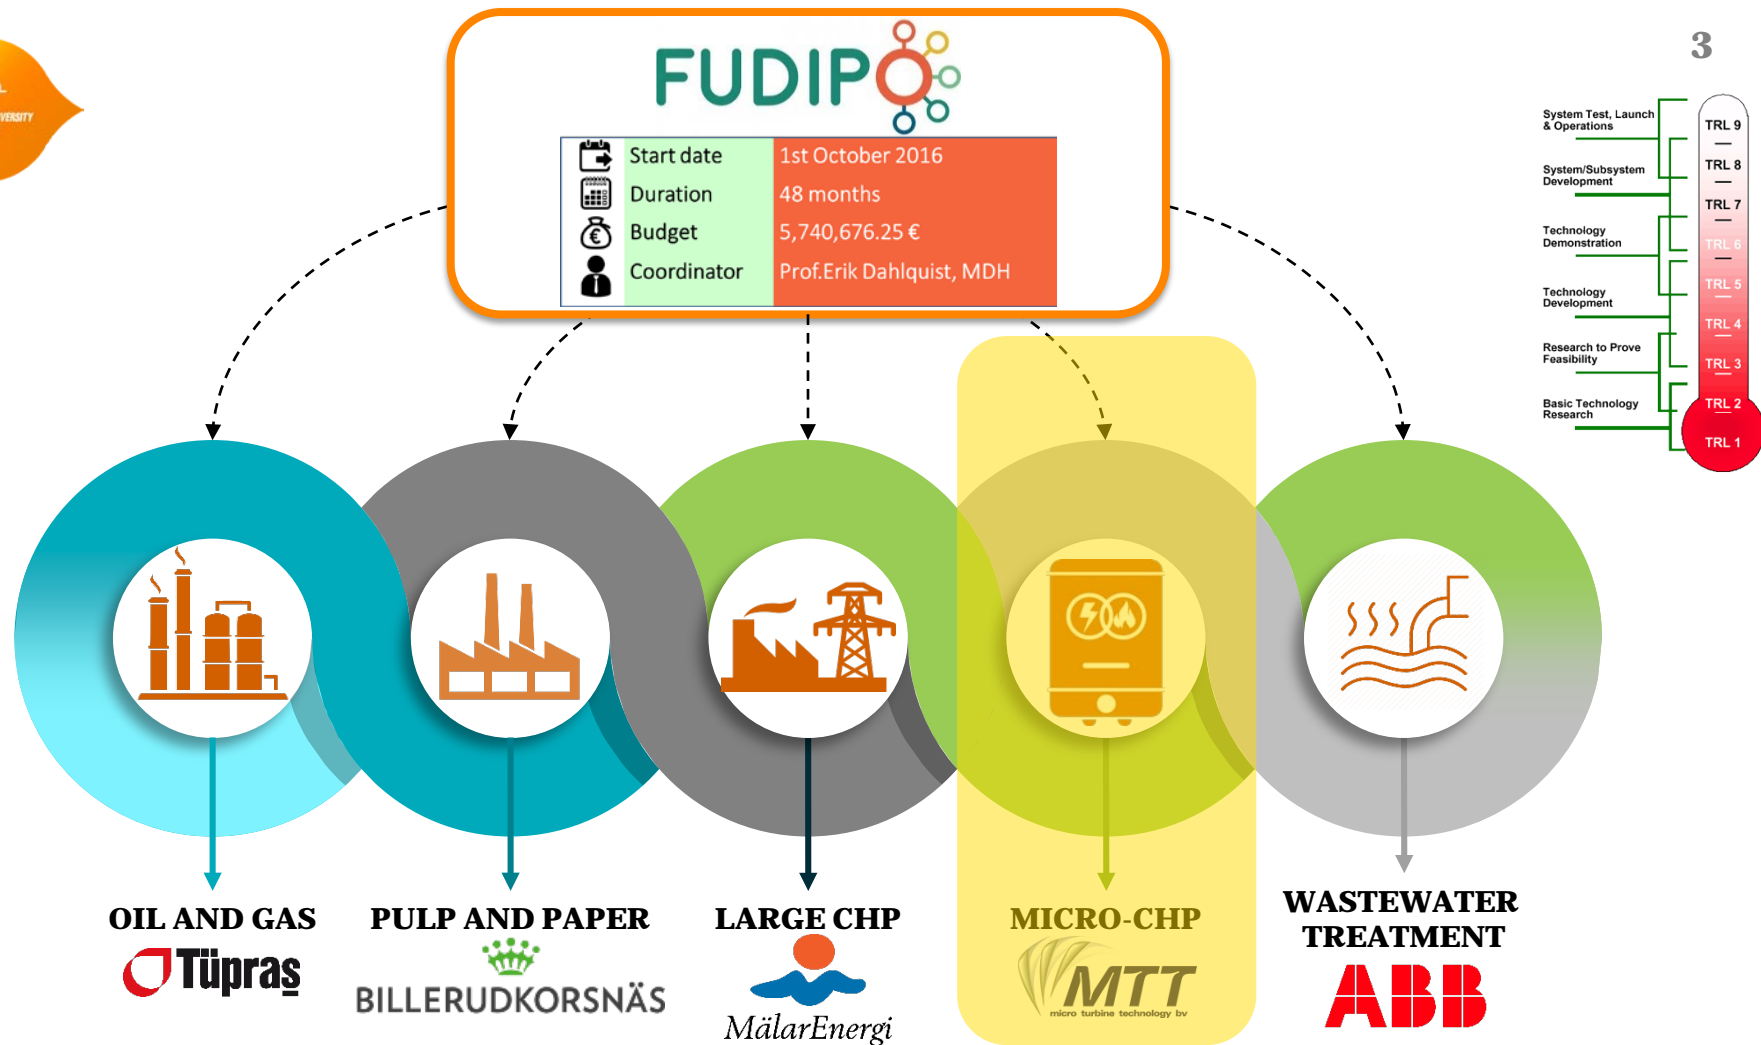 FUDIPO
3
VERSITY
Start date 1st October 2016
Duration 48 months
Budget 5,740,676.25 €
Coordinator Prof.Erik Dahlquist, MDH
System Test, Launch
& Operations
System/Subsystem
Development
Technology
Demonstration
Technology
Development
Research to Prove
Feasibility
Basic Technology
Research
TRL 9
TRL 8
TRL 7
TRL 6
TRL 5
TRL 4
TRL 3
TRL 2
TRL 1
OIL AND GAS
Tüpraş
PULP AND PAPER
BILLERUDKORSNÄS
LARGE CHP
MälarEnergi
MICRO-CHP
MTT
micro turbine technology bv
WASTEWATER
TREATMENT
ABB